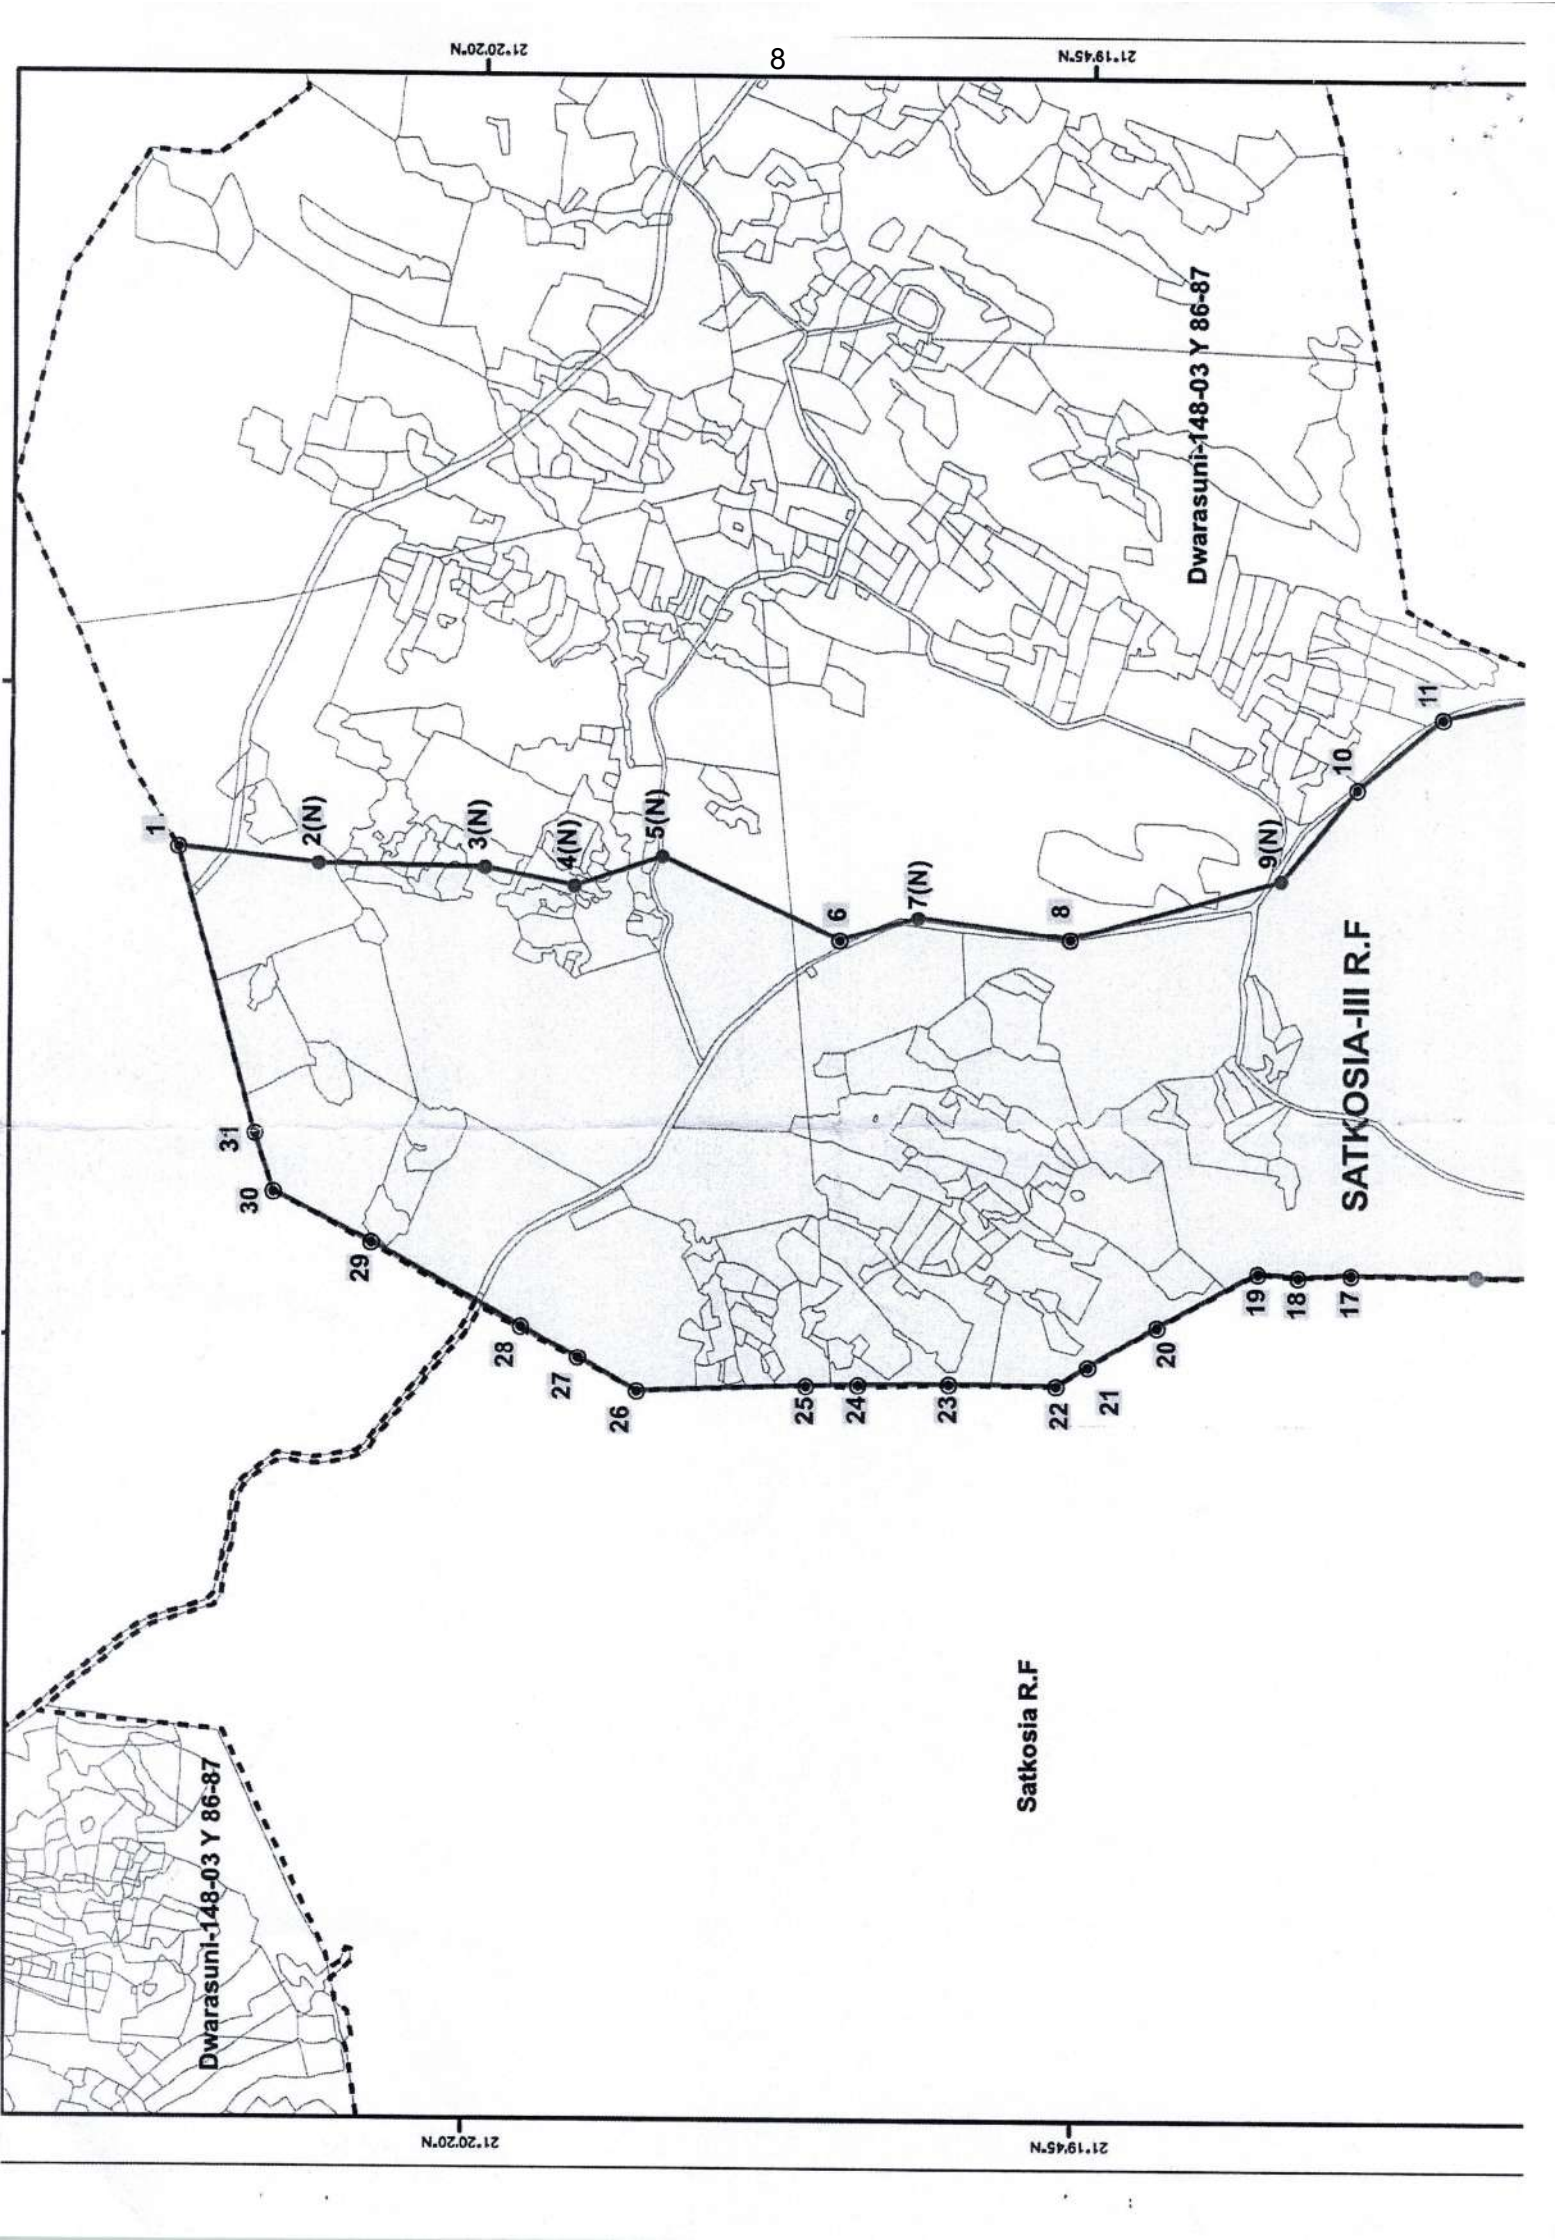 8
21°20'20"N
21°19'45"N
1
2(N)
3(N)
4(N)
5(N)
6
7(N)
8
9(N)
10
11
Dwarasuni-148-03 Y 86-87
SATKOSIA-III R.F
31
30
29
28
27
26
25
24
23
22
21
20
19
18
17
Satkosia R.F
Dwarasuni-148-03 Y 86-87
21°20'20"N
21°19'45"N